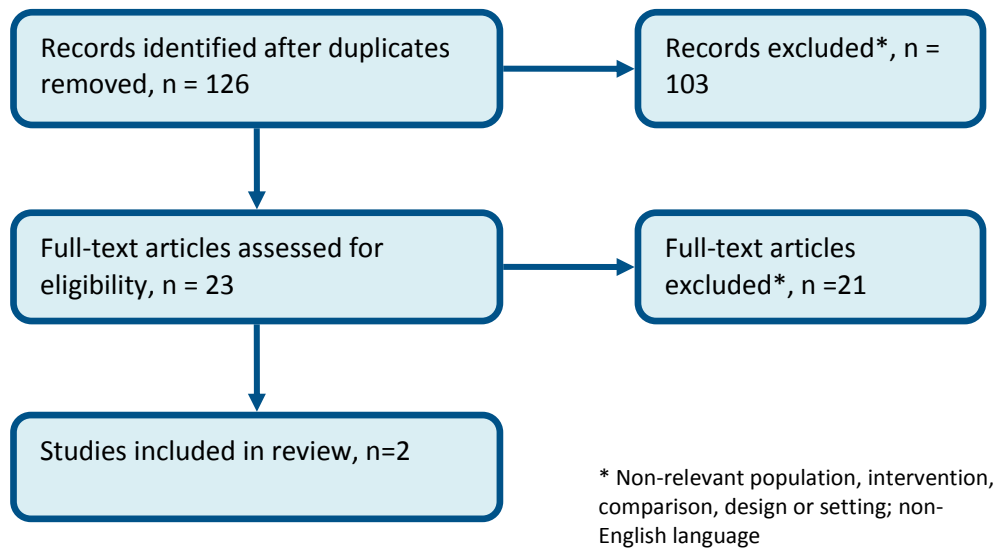 Records identified after duplicates
removed, n = 126
Records excluded*, n =
103
Full-text articles assessed for
eligibility, n = 23
Full-text articles
excluded*, n =21
Studies included in review, n=2
* Non-relevant population, intervention,
comparison, design or setting; non-
English language